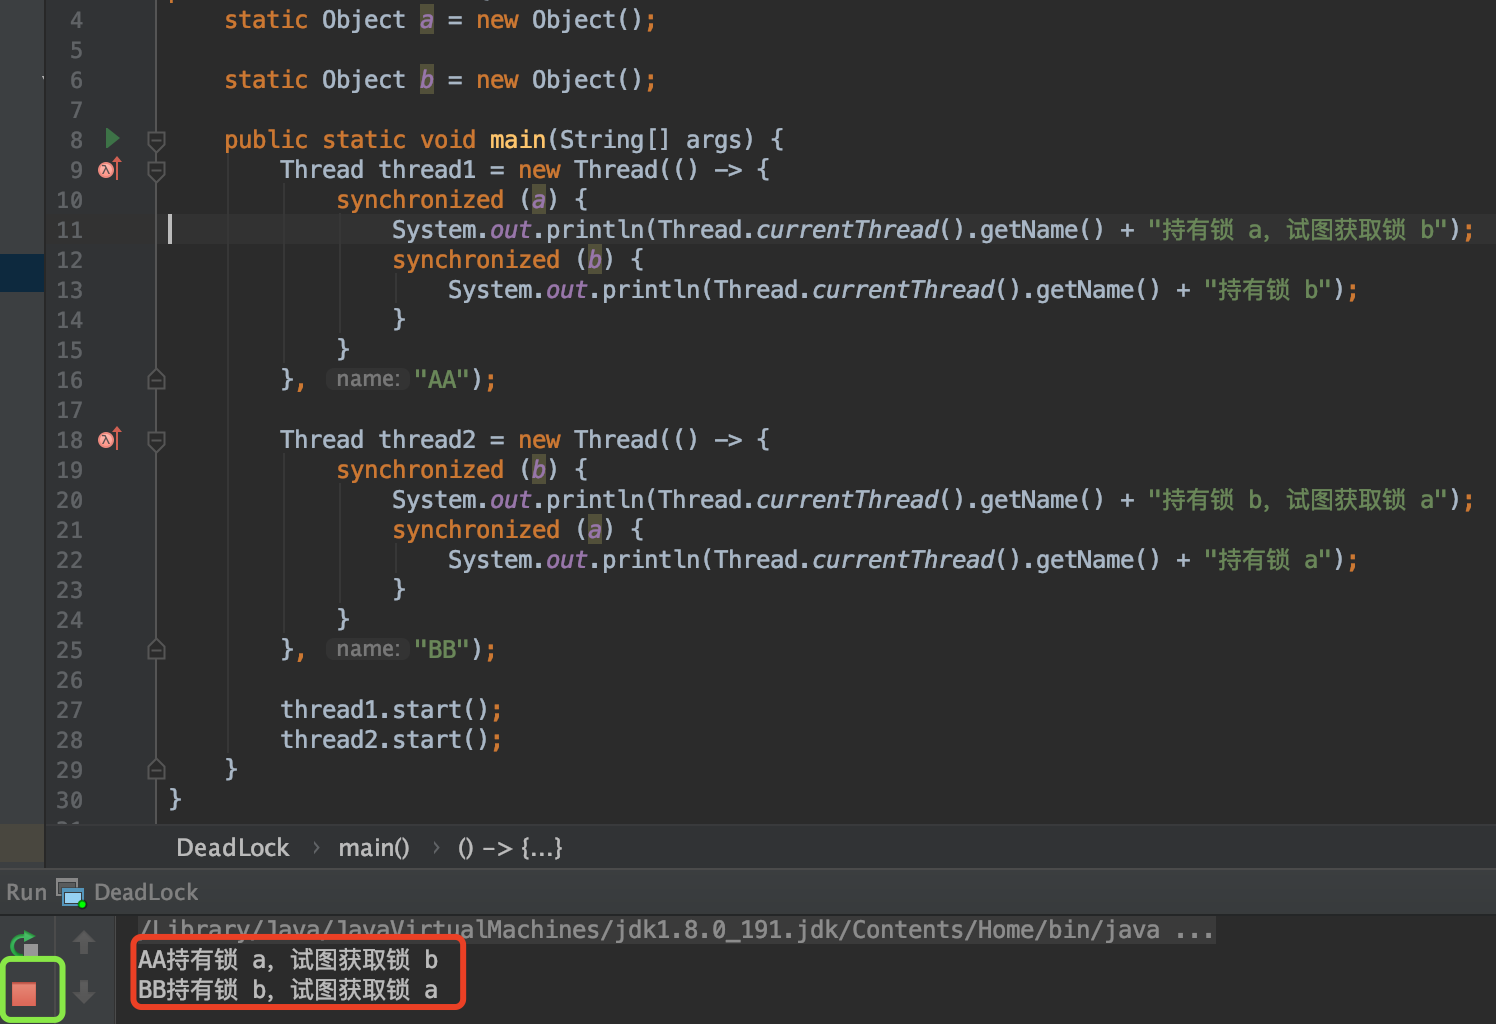 4 static Object a = new Object();
5
6 static Object b = new Object();
7
8 public static void main(String[] args) {
9 Thread thread1 = new Thread(() -> {
10 synchronized (a) {
11 System.out.println(Thread.currentThread().getName() + "持有锁 a, 试图获取锁 b");
12 synchronized (b) {
13 System.out.println(Thread.currentThread().getName() + "持有锁 b");
14 }
15 }
16 }, name: "AA");
17
18 Thread thread2 = new Thread(() -> {
19 synchronized (b) {
20 System.out.println(Thread.currentThread().getName() + "持有锁 b, 试图获取锁 a");
21 synchronized (a) {
22 System.out.println(Thread.currentThread().getName() + "持有锁 a");
23 }
24 }
25 }, name: "BB");
26
27 thread1.start();
28 thread2.start();
29 }
30 }
DeadLock › main() › () -> {...}
Run DeadLock
/Library/Java/JavaVirtualMachines/jdk1.8.0_191.jdk/Contents/Home/bin/java ...
AA持有锁 a, 试图获取锁 b
BB持有锁 b, 试图获取锁 a